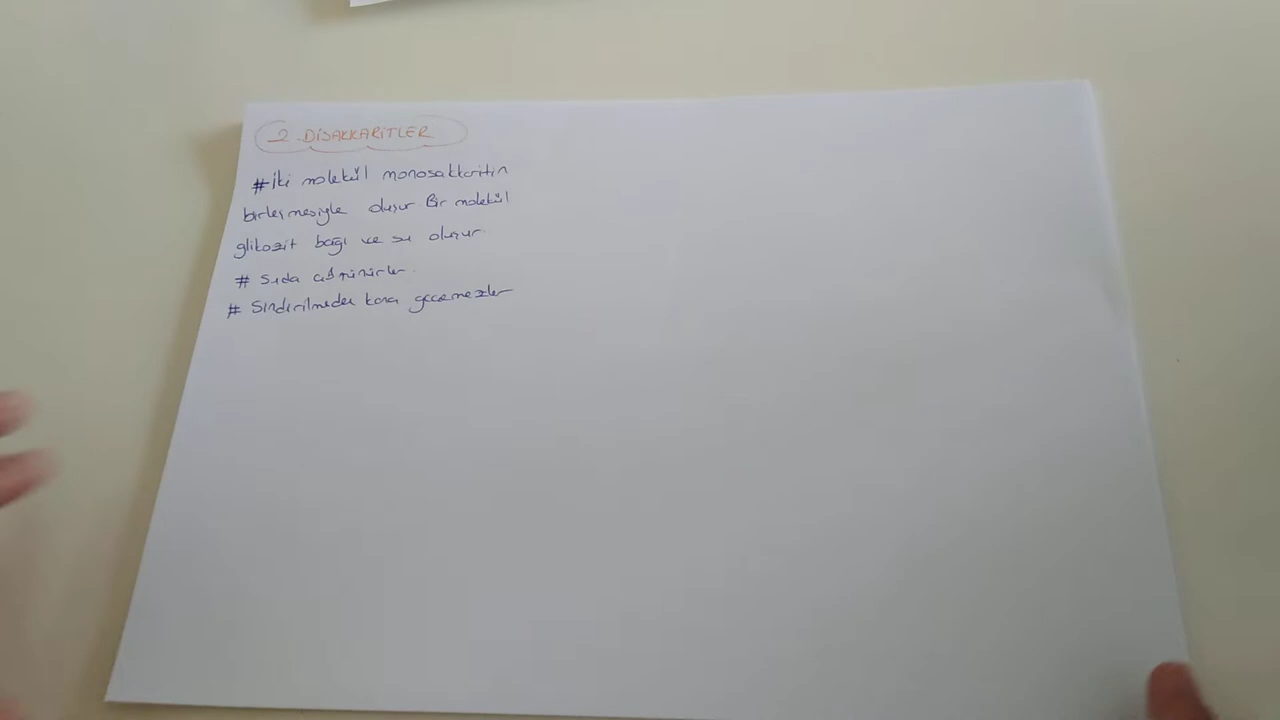 2. DİSAKKARİTLER
#İki molekül monosakkaritin
birleşmesiyle oluşur Bir molekül
glikozit bağı ve su oluşur.
# Suda çözünürler.
# Sindirilmeden kana geçemezler